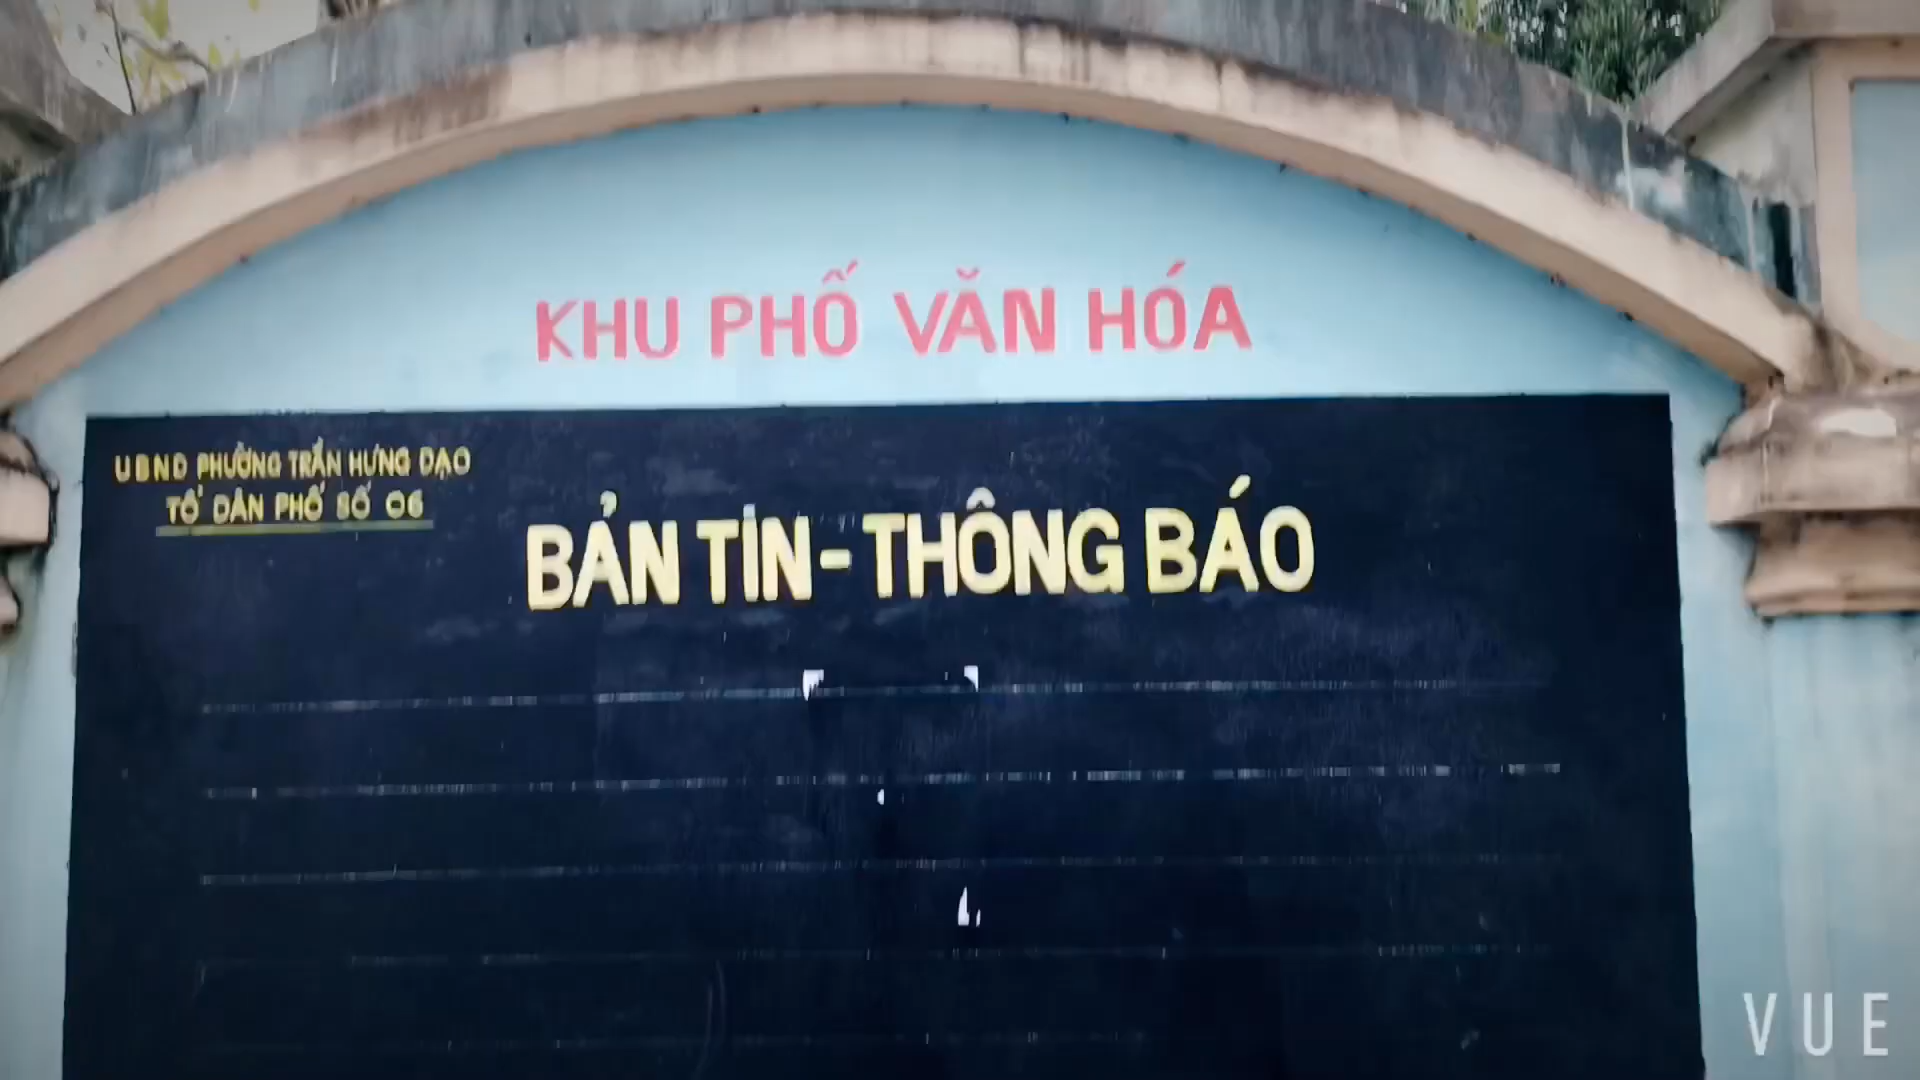 KHU PHỐ VĂN HÓA
UBND PHƯỜNG TRẦN HƯNG ĐẠO
TỔ DÂN PHỐ SỐ 06
BẢN TIN - THÔNG BÁO
VUE